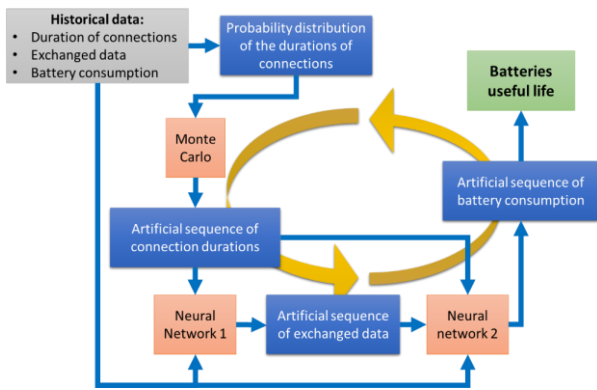 Historical data:
• Duration of connections
• Exchanged data
• Battery consumption
Probability distribution
of the durations of
connections
Batteries
useful life
Monte
Carlo
Artificial sequence of
battery consumption
Artificial sequence of
connection durations
Neural
Network 1
Artificial sequence
of exchanged data
Neural
network 2